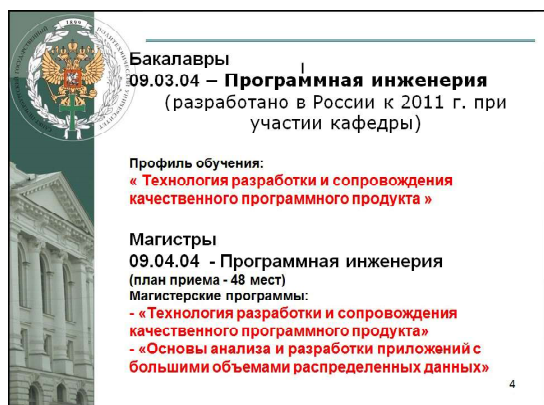 1899
Бакалавры
09.03.04 – Программная инженерия
(разработано в России к 2011 г. при
участии кафедры)
Профиль обучения:
« Технология разработки и сопровождения
качественного программного продукта »
Магистры
09.04.04 - Программная инженерия
(план приема - 48 мест)
Магистерские программы:
- «Технология разработки и сопровождения
качественного программного продукта»
- «Основы анализа и разработки приложений с
большими объемами распределенных данных»
4